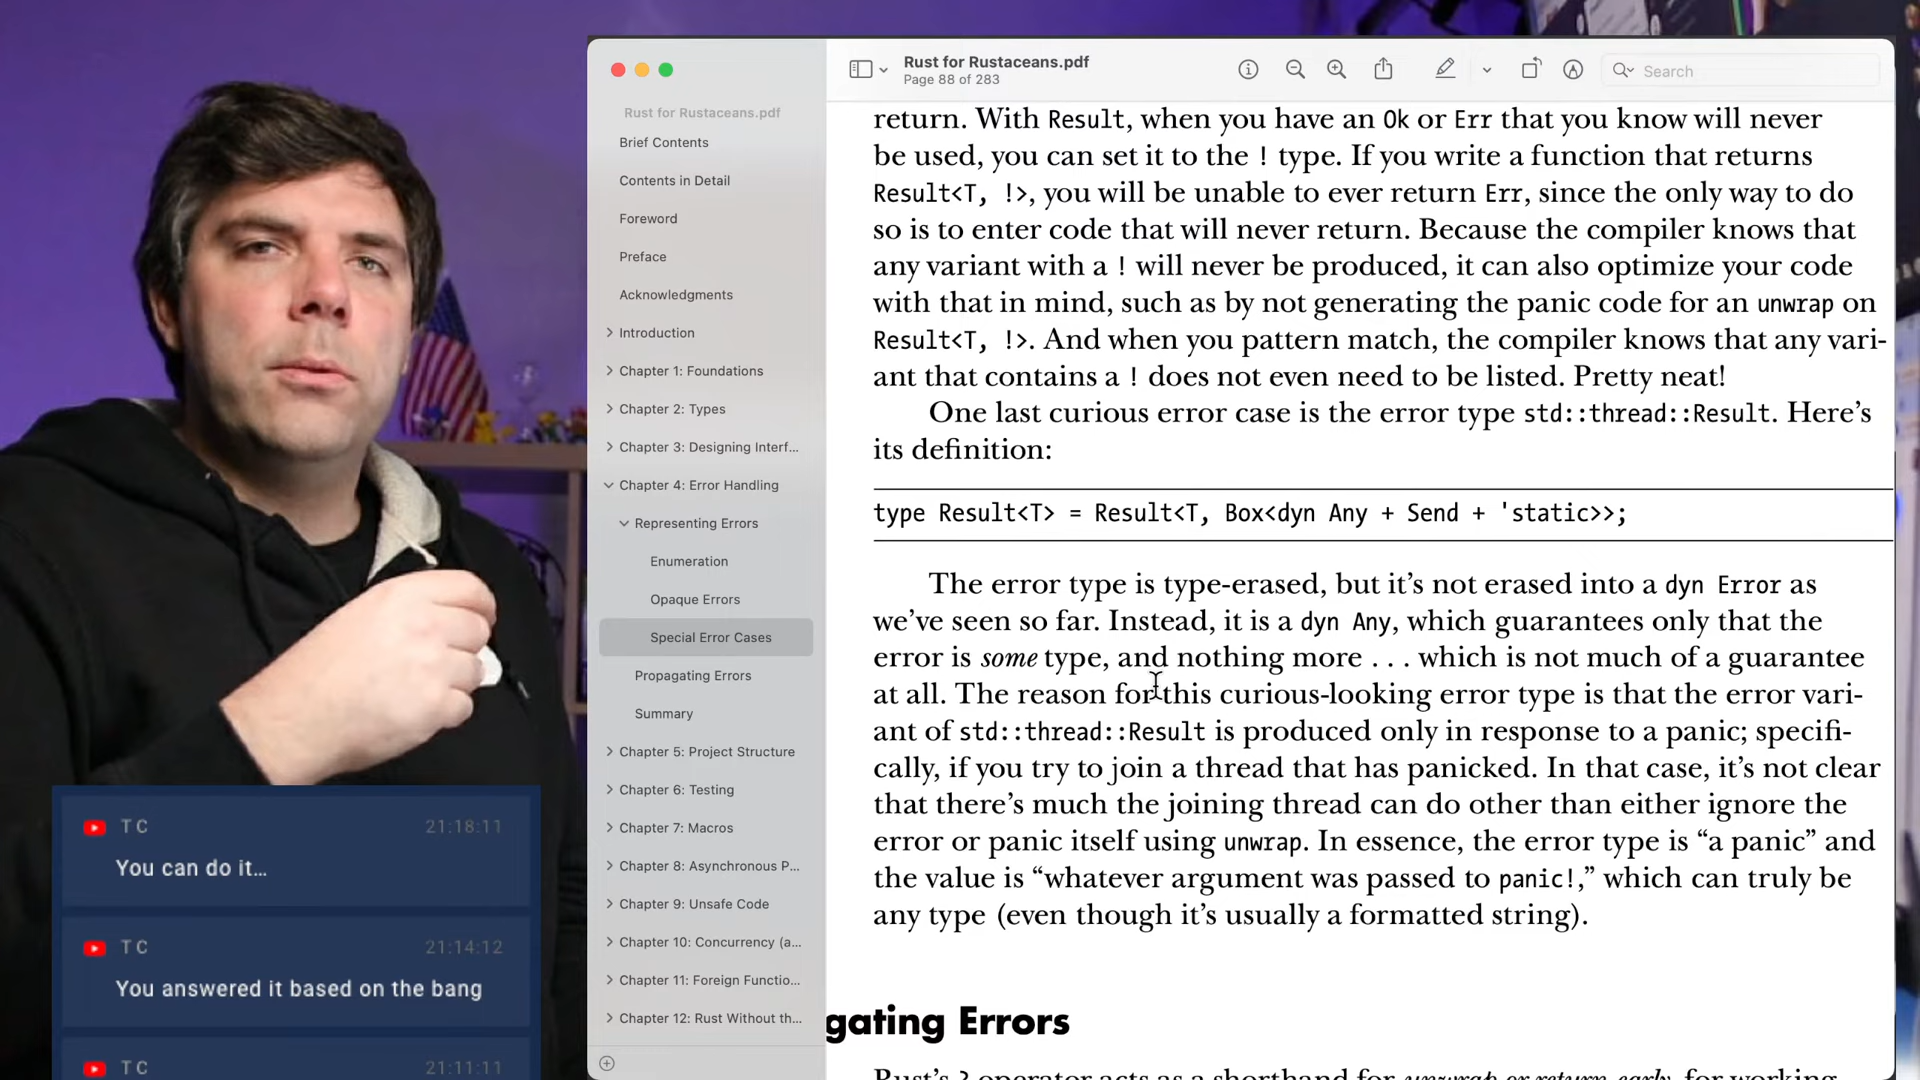 Rust for Rustaceans.pdf
Page 88 of 283
Search
Rust for Rustaceans.pdf
Brief Contents
Contents in Detail
Foreword
Preface
Acknowledgments
Introduction
Chapter 1: Foundations
Chapter 2: Types
Chapter 3: Designing Interf...
Chapter 4: Error Handling
Representing Errors
Enumeration
Opaque Errors
Special Error Cases
Propagating Errors
Summary
Chapter 5: Project Structure
Chapter 6: Testing
Chapter 7: Macros
Chapter 8: Asynchronous P...
Chapter 9: Unsafe Code
Chapter 10: Concurrency (a...
Chapter 11: Foreign Functio...
Chapter 12: Rust Without th...
return. With Result, when you have an Ok or Err that you know will never
be used, you can set it to the ! type. If you write a function that returns
Result<T, !>, you will be unable to ever return Err, since the only way to do
so is to enter code that will never return. Because the compiler knows that
any variant with a ! will never be produced, it can also optimize your code
with that in mind, such as by not generating the panic code for an unwrap on
Result<T, !>. And when you pattern match, the compiler knows that any vari-
ant that contains a ! does not even need to be listed. Pretty neat!
One last curious error case is the error type std::thread::Result. Here's
its definition:
type Result<T> = Result<T, Box<dyn Any + Send + 'static>>;
The error type is type-erased, but it's not erased into a dyn Error as
we've seen so far. Instead, it is a dyn Any, which guarantees only that the
error is some type, and nothing more . . . which is not much of a guarantee
at all. The reason for this curious-looking error type is that the error vari-
ant of std::thread::Result is produced only in response to a panic; specifi-
cally, if you try to join a thread that has panicked. In that case, it's not clear
that there's much the joining thread can do other than either ignore the
error or panic itself using unwrap. In essence, the error type is “a panic” and
the value is “whatever argument was passed to panic!,” which can truly be
any type (even though it's usually a formatted string).
gating Errors
Rust's ? operator acts as a shorthand for unwrap or return early, for working
T C 21:18:11
You can do it...
T C 21:14:12
You answered it based on the bang
T C 21:11:11